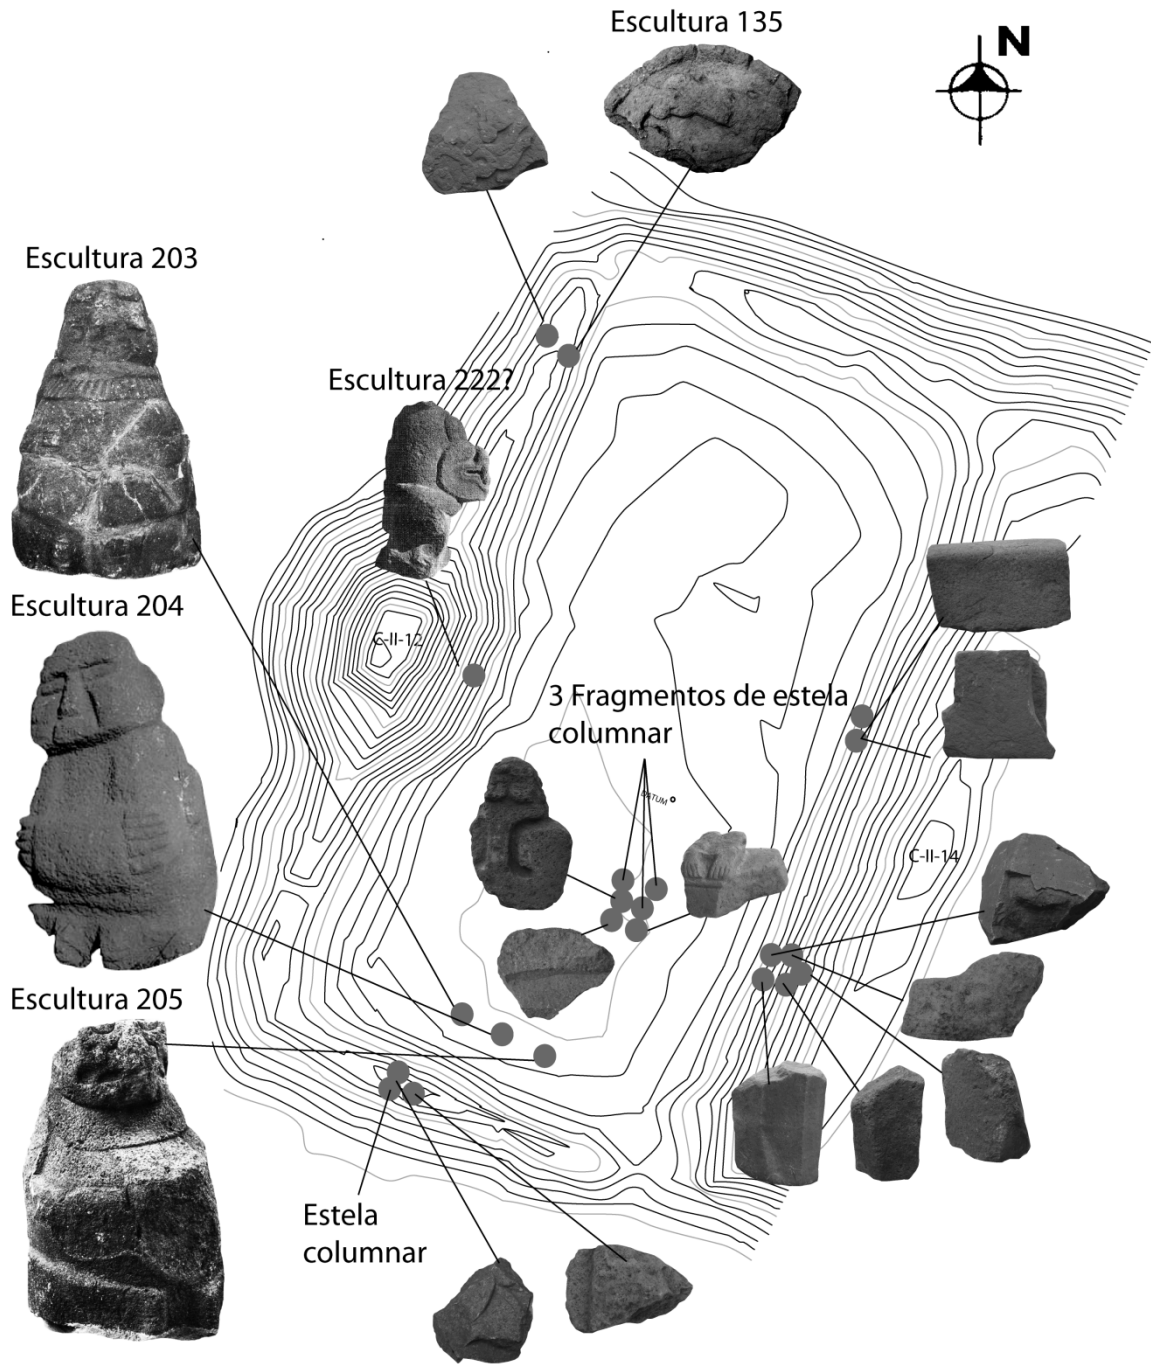 Escultura 135
N
Escultura 203
Escultura 222?
Escultura 204
C-II-12
3 Fragmentos de estela
columnar
DATUM
C-II-14
Escultura 205
Estela
columnar